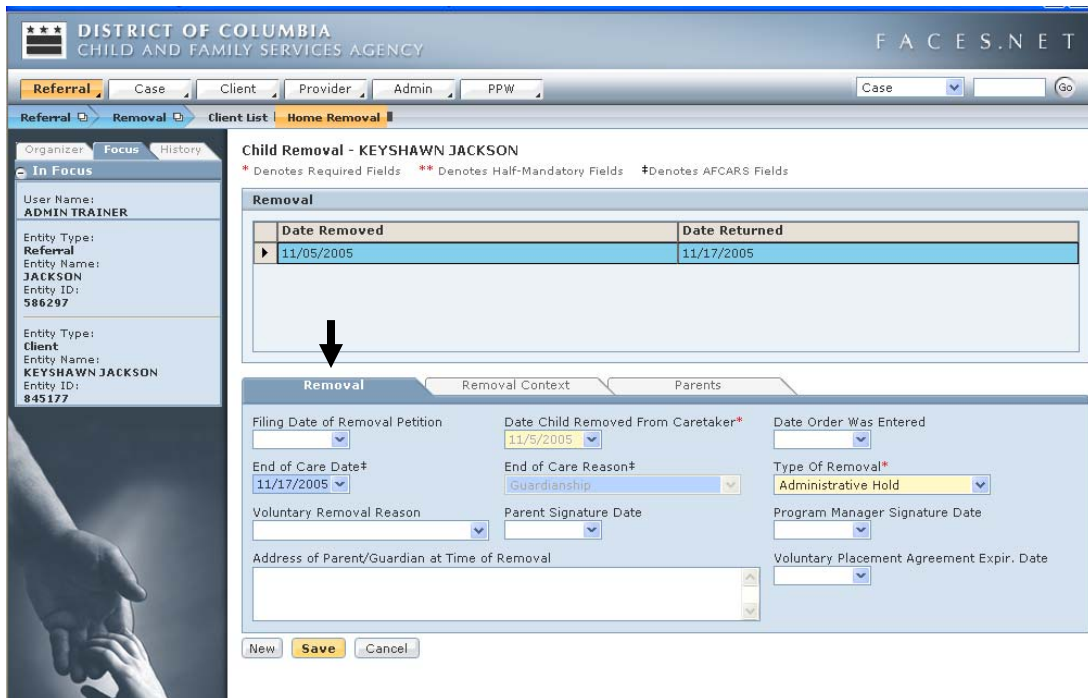 DISTRICT OF COLUMBIA
CHILD AND FAMILY SERVICES AGENCY
FACES.NET
Referral Case Client Provider Admin PPW Case Go
Referral Removal Client List Home Removal
Organizer Focus History
In Focus
User Name:
ADMIN TRAINER
Entity Type:
Referral
Entity Name:
JACKSON
Entity ID:
586297
Entity Type:
Client
Entity Name:
KEYSHAWN JACKSON
Entity ID:
845177
Child Removal - KEYSHAWN JACKSON
* Denotes Required Fields ** Denotes Half-Mandatory Fields ‡Denotes AFCARS Fields
Removal
Date Removed Date Returned
11/05/2005 11/17/2005
Removal Removal Context Parents
Filing Date of Removal Petition Date Child Removed From Caretaker* Date Order Was Entered
11/5/2005
End of Care Date‡ End of Care Reason‡ Type Of Removal*
11/17/2005 Guardianship Administrative Hold
Voluntary Removal Reason Parent Signature Date Program Manager Signature Date
Address of Parent/Guardian at Time of Removal Voluntary Placement Agreement Expir. Date
New Save Cancel